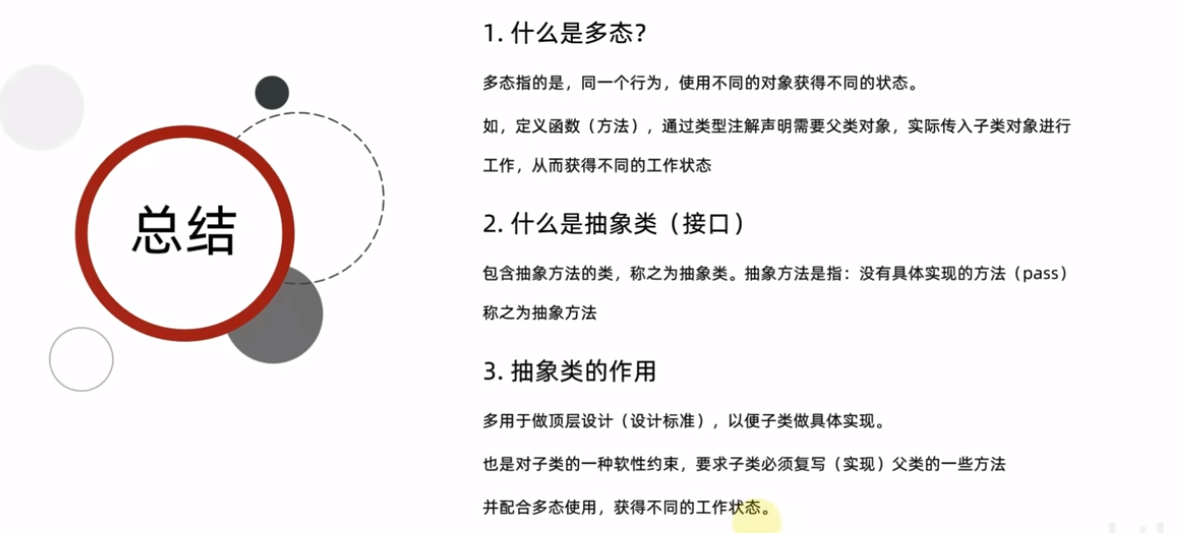 总结
1. 什么是多态？
多态指的是，同一个行为，使用不同的对象获得不同的状态。
如，定义函数（方法），通过类型注解声明需要父类对象，实际传入子类对象进行
工作，从而获得不同的工作状态
2. 什么是抽象类（接口）
包含抽象方法的类，称之为抽象类。抽象方法是指：没有具体实现的方法（pass）
称之为抽象方法
3. 抽象类的作用
多用于做顶层设计（设计标准），以便子类做具体实现。
也是对子类的一种软性约束，要求子类必须复写（实现）父类的一些方法
并配合多态使用，获得不同的工作状态。